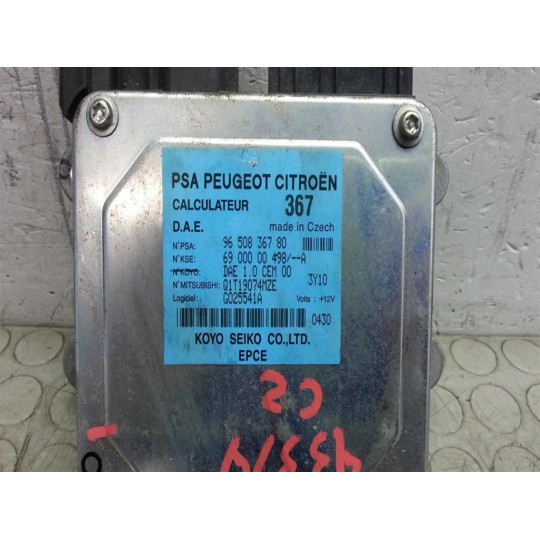 PSA PEUGEOT CITROËN
CALCULATEUR 367
D.A.E. made in Czech
N°PSA: 96 508 367 80
N°KSE: 69 000 00 498/--A
N°KOYO: DAE 1.0 CEM 00
N°MITSUBISHI: Q1T19074MZE 3Y10
Logiciel: G025541A Volts : +12V
0430
KOYO SEIKO CO.,LTD.
EPCE
C2